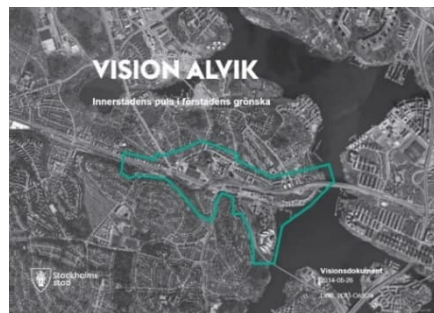 VISION ALVIK
Innerstadens puls i förstadens grönska
Stockholms
stad
Visionsdokument
2014-05-26